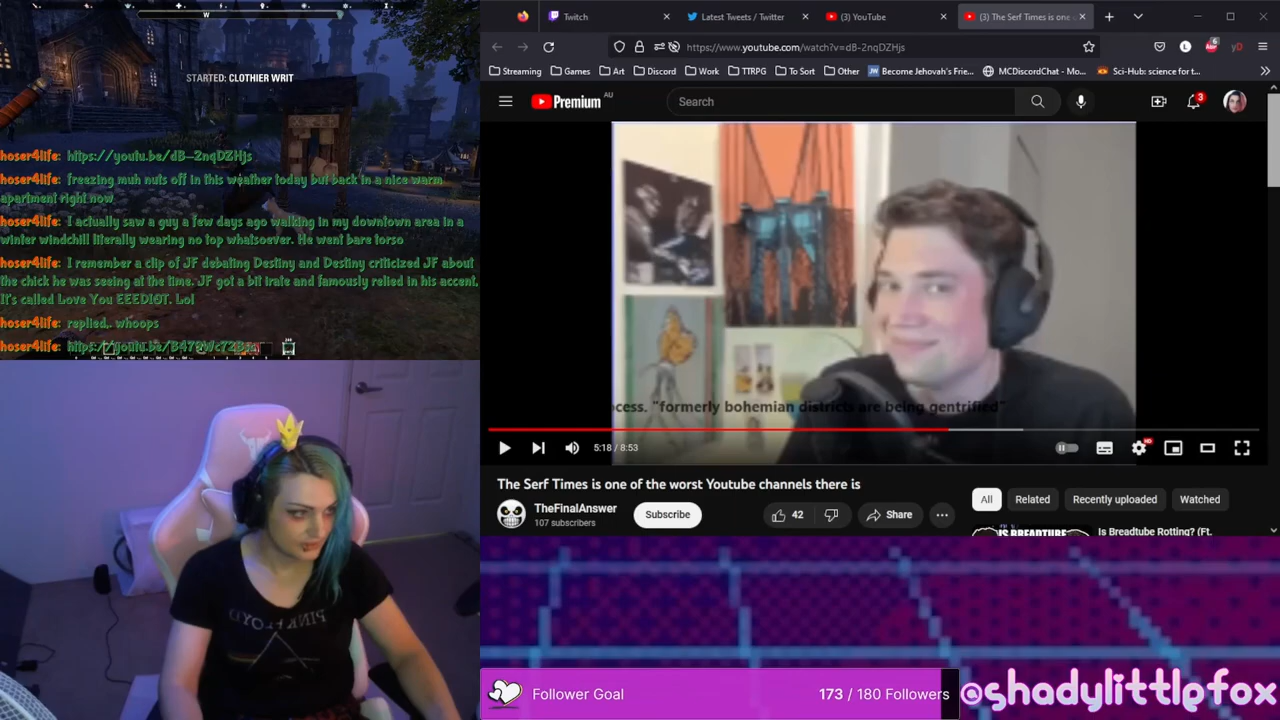 W
STARTED: CLOTHIER WRIT
hoser4life: https://youtu.be/dB-2nqDZHjs
hoser4life: freezing muh nuts off in this weather today but back in a nice warm
apartment right now
hoser4life: I actually saw a guy a few days ago walking in my downtown area in a
winter windchill literally wearing no top whatsoever. He went bare torso
hoser4life: I remember a clip of JF debating Destiny and Destiny criticized JF about
the chick he was seeing at the time. JF got a bit irate and famously relied in his accent,
It's called Love You EEEDIOT. Lol
hoser4life: replied,. whoops
hoser4life:
PINK FLOYD
Twitch
Latest Tweets / Twitter
(3) YouTube
(3) The Serf Times is one o
https://www.youtube.com/watch?v=dB-2nqDZHjs
Streaming
Games
Art
Discord
Work
TTRPG
To Sort
Other
Become Jehovah's Frie...
MCDiscordChat - Mo...
Sci-Hub: science for t...
Premium AU
Search
3
cess. "formerly bohemian districts are being gentrified"
5:18 / 8:53
HD
The Serf Times is one of the worst Youtube channels there is
TheFinalAnswer
107 subscribers
Subscribe
42
Share
All
Related
Recently uploaded
Watched
IS BREADTUBE
Is Breadtube Rotting? (Ft.
Follower Goal
173 / 180 Followers
@shadylittlefox